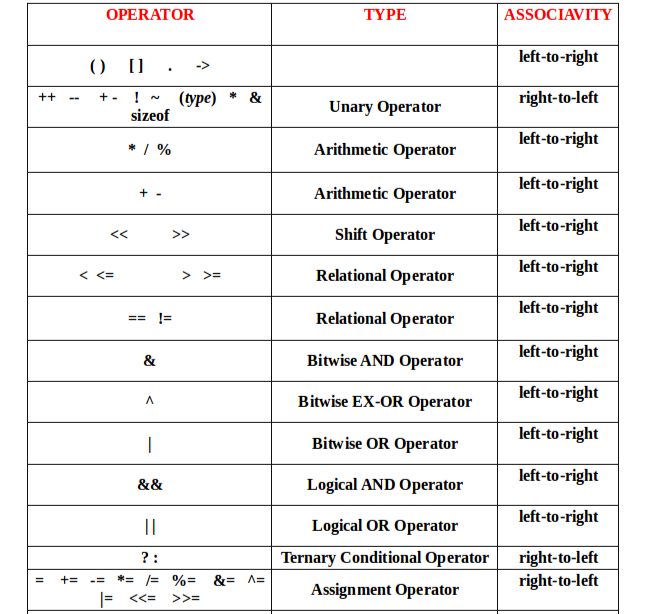 OPERATOR TYPE ASSOCIAVITY
( ) [ ] . -> left-to-right
++ -- + - ! ~ (type) * &
sizeof Unary Operator right-to-left
* / % Arithmetic Operator left-to-right
+ - Arithmetic Operator left-to-right
<< >> Shift Operator left-to-right
< <= > >= Relational Operator left-to-right
== != Relational Operator left-to-right
& Bitwise AND Operator left-to-right
^ Bitwise EX-OR Operator left-to-right
| Bitwise OR Operator left-to-right
&& Logical AND Operator left-to-right
|| Logical OR Operator left-to-right
? : Ternary Conditional Operator right-to-left
= += -= *= /= %= &= ^=
|= <<= >>= Assignment Operator right-to-left